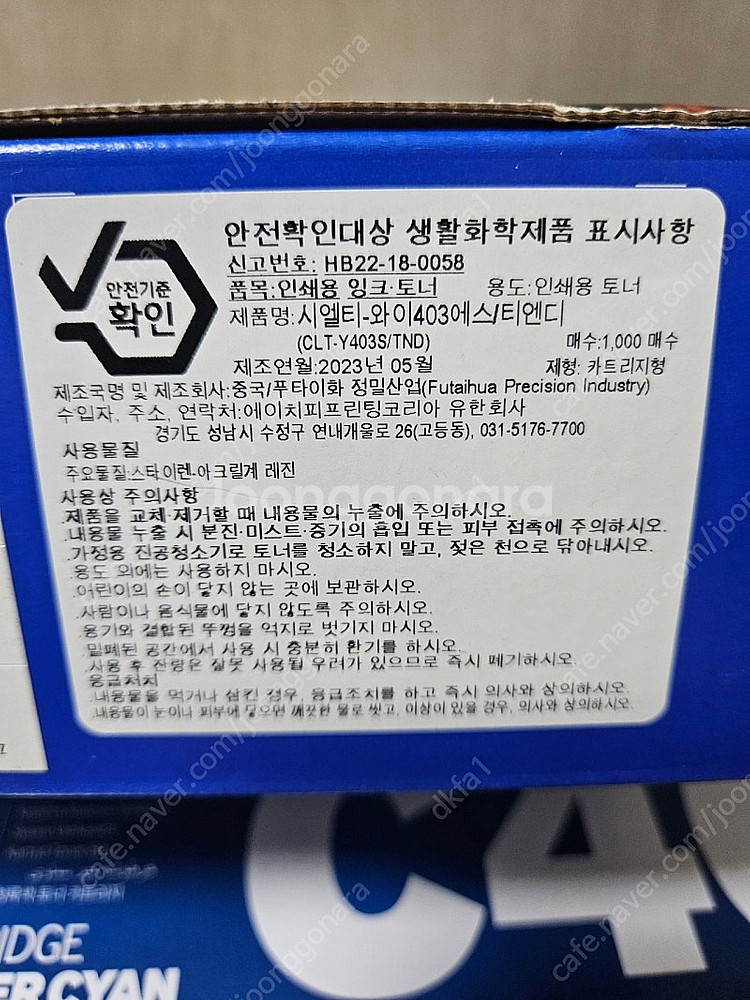 안전기준
확인
안전확인대상 생활화학제품 표시사항
신고번호: HB22-18-0058
품목:인쇄용 잉크·토너 용도:인쇄용 토너
제품명:시엘티-와이403에스/티엔디
(CLT-Y403S/TND) 매수:1,000 매수
제조연월:2023년 05월 제형: 카트리지형
제조국명 및 제조회사:중국/푸타이화 정밀산업(Futaihua Precision Industry)
수입자, 주소, 연락처:에이치피프린팅코리아 유한회사
경기도 성남시 수정구 연내개울로 26(고등동), 031-5176-7700
사용물질
주요물질:스타이렌-아크릴계 레진
사용상 주의사항
.제품을 교체·제거할 때 내용물의 누출에 주의하시오.
.내용물 누출 시 분진·미스트·증기의 흡입 또는 피부 접촉에 주의하시오.
.가정용 진공청소기로 토너를 청소하지 말고, 젖은 천으로 닦아내시오.
.용도 외에는 사용하지 마시오.
.어린이의 손이 닿지 않는 곳에 보관하시오.
.사람이나 음식물에 닿지 않도록 주의하시오.
.용기와 결합된 뚜껑을 억지로 벗기지 마시오.
.밀폐된 공간에서 사용 시 충분히 환기를 하시오.
.사용 후 잔량은 잘못 사용될 우려가 있으므로 즉시 폐기하시오.
응급처치
.내용물을 먹거나 삼킨 경우, 응급조치를 하고 즉시 의사와 상의하시오.
.내용물이 눈이나 피부에 닿으면 깨끗한 물로 씻고, 이상이 있을 경우, 의사와 상의하시오.
joonggonara
dkfa1
cafe.naver.com/joonggonara
C40
IDGE
ER CYAN